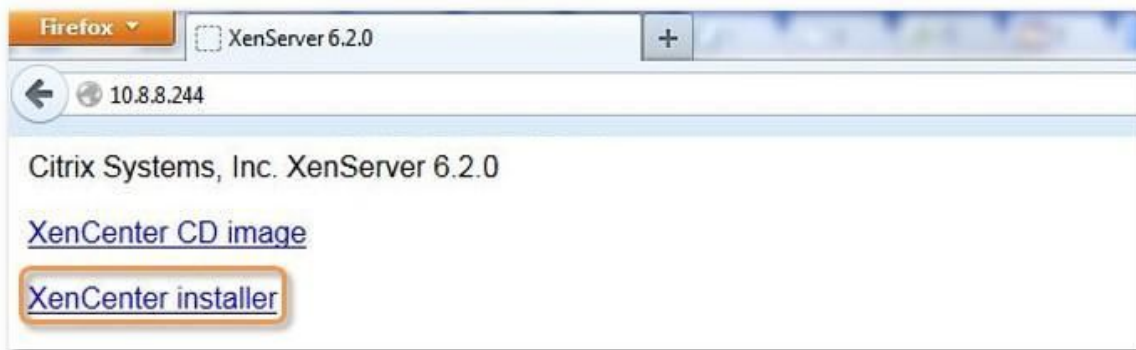 Firefox
XenServer 6.2.0
10.8.8.244
Citrix Systems, Inc. XenServer 6.2.0
XenCenter CD image
XenCenter installer